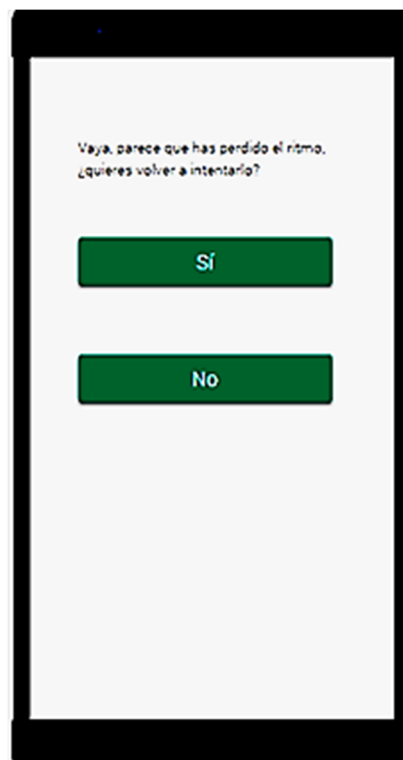 Vaya, parece que has perdido el ritmo,
¿quieres volver a intentarlo?
Sí
No